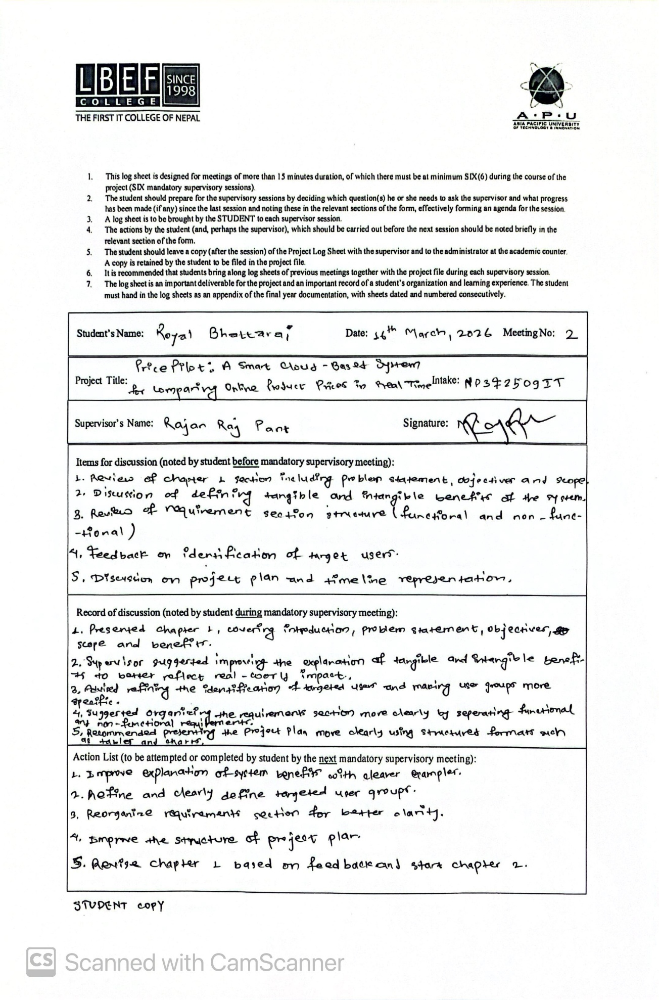 LBEF
COLLEGE
SINCE
1998
THE FIRST IT COLLEGE OF NEPAL
A·P·U
ASIA PACIFIC UNIVERSITY
OF TECHNOLOGY & INNOVATION
1. This log sheet is designed for meetings of more than 15 minutes duration, of which there must be at minimum SIX(6) during the course of the
project (SIX mandatory supervisory sessions).
2. The student should prepare for the supervisory sessions by deciding which question(s) he or she needs to ask the supervisor and what progress
has been made (if any) since the last session and noting these in the relevant sections of the form, effectively forming an agenda for the session.
3. A log sheet is to be brought by the STUDENT to each supervisor session.
4. The actions by the student (and, perhaps the supervisor), which should be carried out before the next session should be noted briefly in the
relevant section of the form.
5. The student should leave a copy (after the session) of the Project Log Sheet with the supervisor and to the administrator at the academic counter.
A copy is retained by the student to be filed in the project file.
6. It is recommended that students bring along log sheets of previous meetings together with the project file during each supervisory session.
7. The log sheet is an important deliverable for the project and an important record of a student's organization and learning experience. The student
must hand in the log sheets as an appendix of the final year documentation, with sheets dated and numbered consecutively.
Student's Name: Royal Bhattarai Date: 16th March, 2026 Meeting No: 2
PricePilot: A Smart Cloud-Based System
Project Title: for Comparing Online Product Prices in Real Time Intake: NP3F2509IT
Supervisor's Name: Rajan Raj Pant Signature:
Items for discussion (noted by student before mandatory supervisory meeting):
1. Review of chapter 1 section including problem statement, objectives and scope.
2. Discussion of defining tangible and intangible benefits of the system.
3. Review of requirement section structure (functional and non-func-
-tional)
4. Feedback on identification of target users.
5. Discussion on project plan and timeline representation.
Record of discussion (noted by student during mandatory supervisory meeting):
1. Presented chapter 1, covering introduction, problem statement, objectives,
scope and benefits.
2. Supervisor suggested improving the explanation of tangible and intangible benefi-
ts to better reflect real-world impact.
3. Advised refining the identification of targeted users and making user groups more
specific.
4. Suggested organizing the requirements section more clearly by seperating functional
and non-functional requirements.
5. Recommended presenting the project plan more clearly using structured formats such
as tables and charts.
Action List (to be attempted or completed by student by the next mandatory supervisory meeting):
1. Improve explanation of system benefits with clearer examples.
2. Refine and clearly define targeted user groups.
3. Reorganize requirements section for better clarity.
4. Improve the structure of project plan.
5. Revise chapter 1 based on feedback and start chapter 2.
STUDENT COPY
CS Scanned with CamScanner